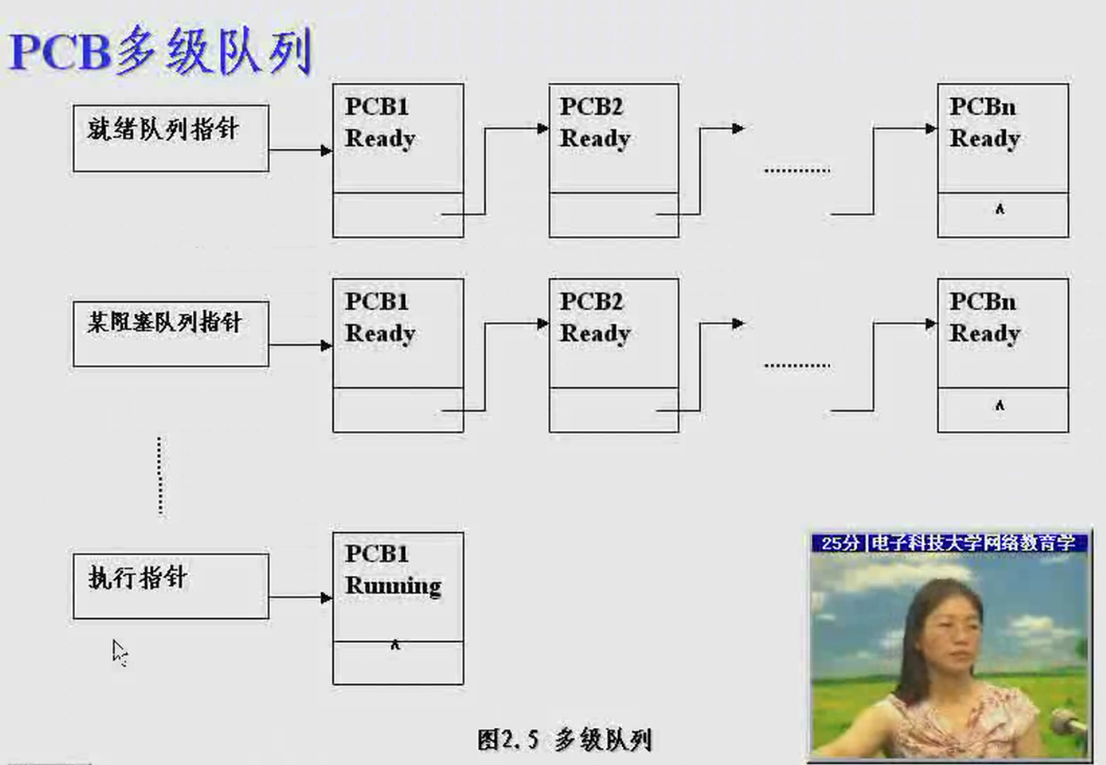 PCB多级队列
就绪队列指针
PCB1
Ready
PCB2
Ready
PCBn
Ready
∧
某阻塞队列指针
PCB1
Ready
PCB2
Ready
PCBn
Ready
∧
执行指针
PCB1
Running
∧
25分|电子科技大学网络教育学
图2.5 多级队列